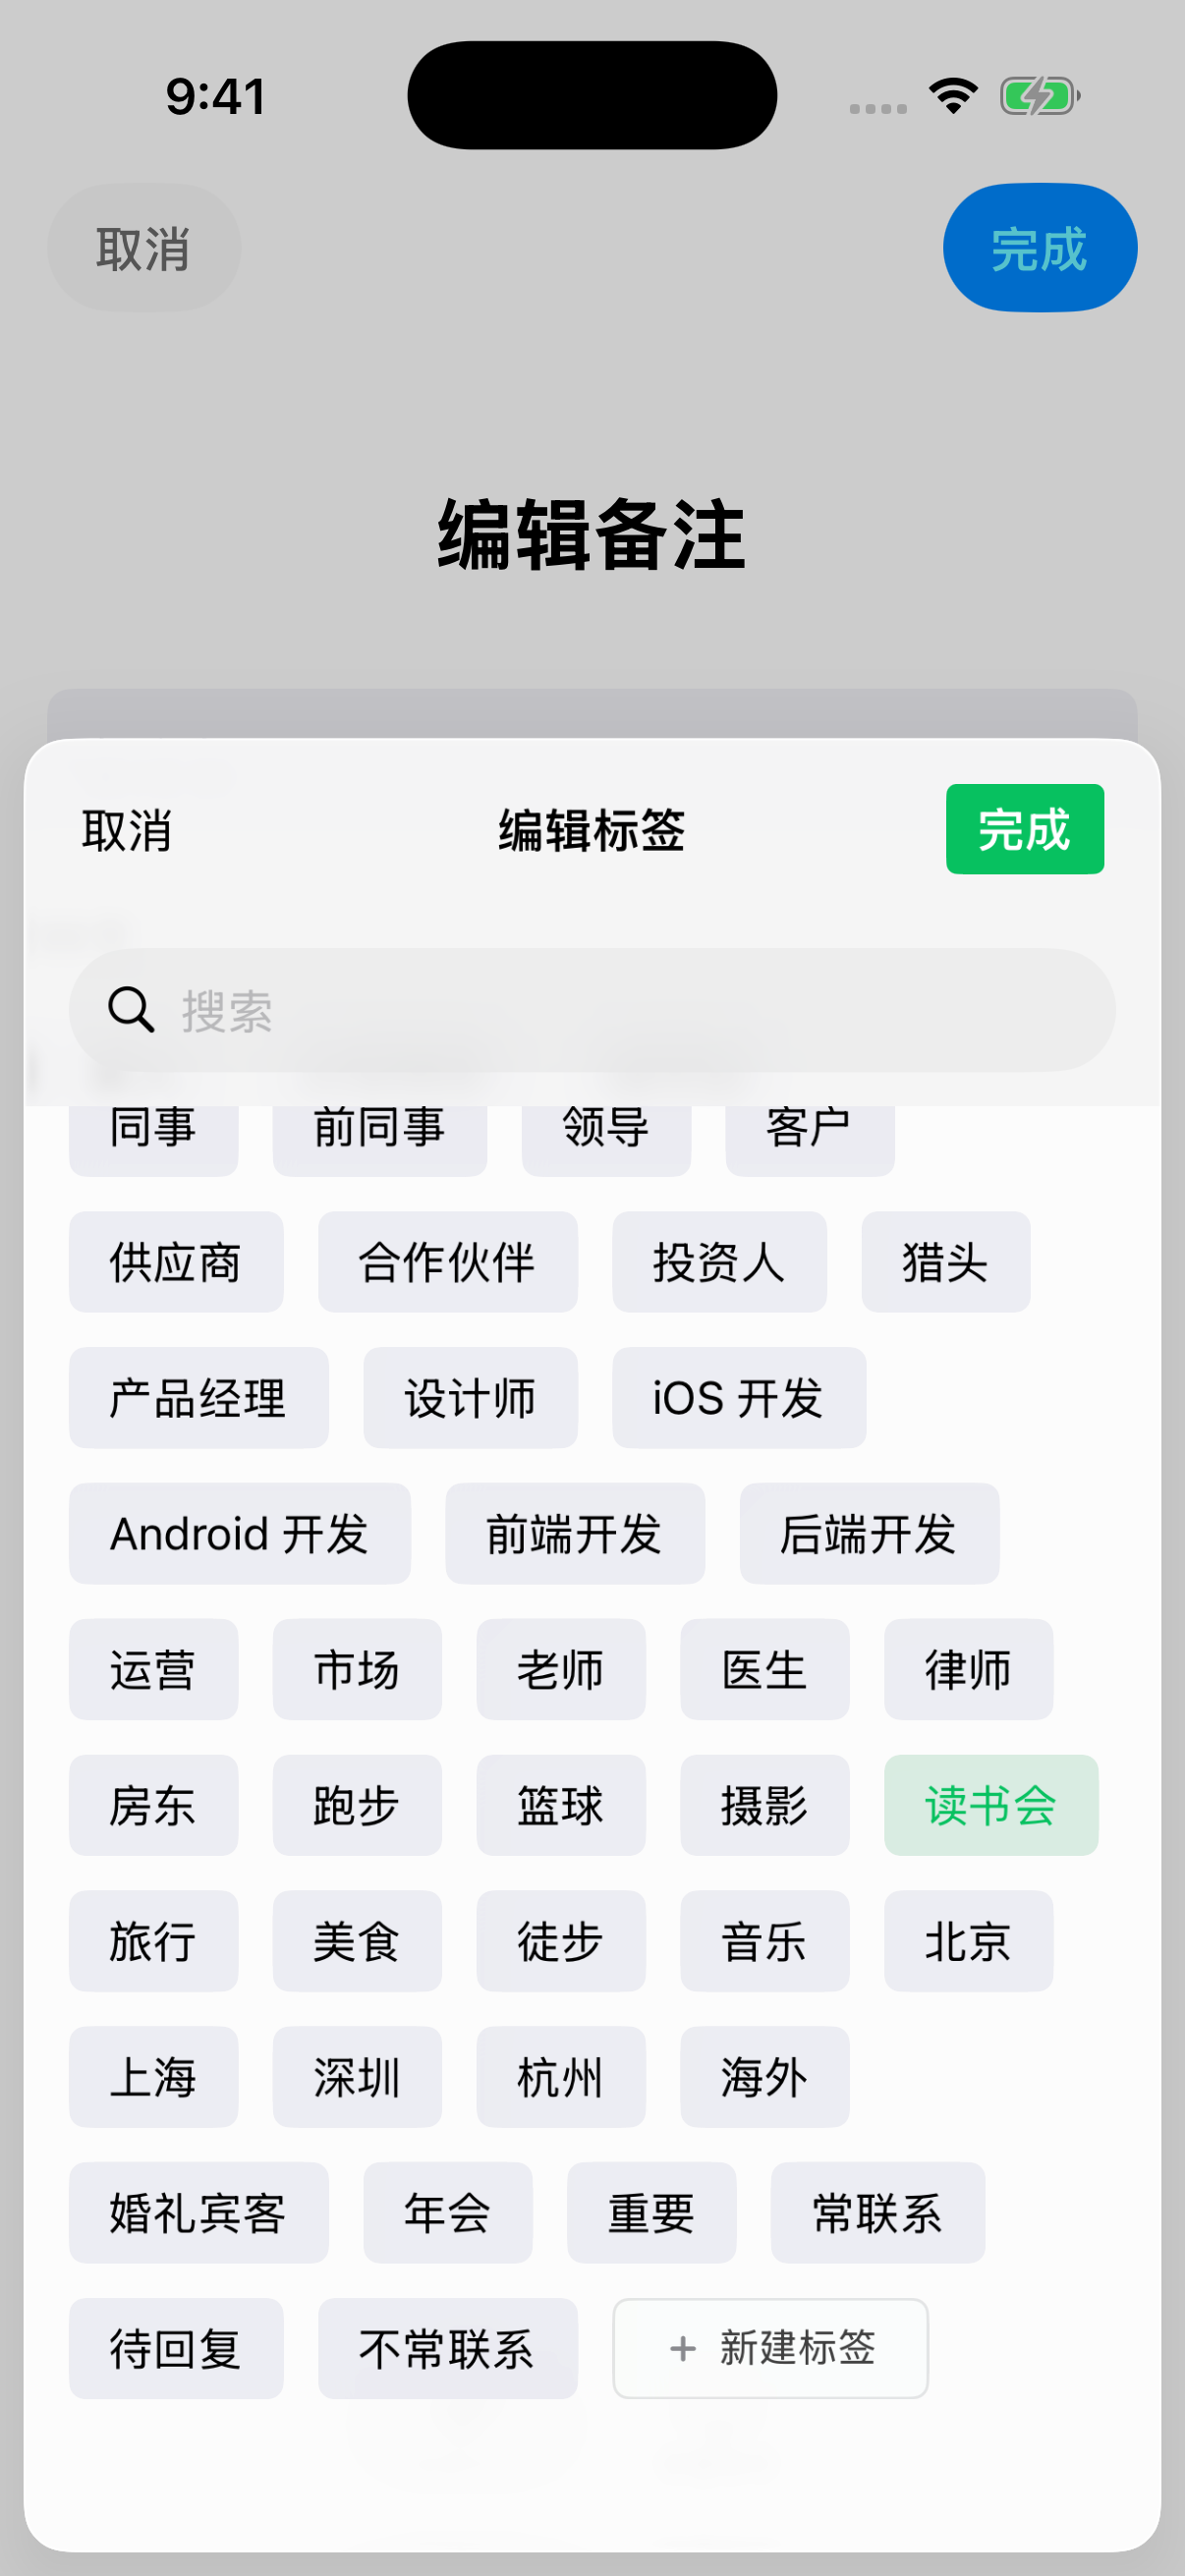 9:41
取消 完成
编辑备注
取消 编辑标签 完成
搜索
同事 前同事 领导 客户
供应商 合作伙伴 投资人 猎头
产品经理 设计师 iOS 开发
Android 开发 前端开发 后端开发
运营 市场 老师 医生 律师
房东 跑步 篮球 摄影 读书会
旅行 美食 徒步 音乐 北京
上海 深圳 杭州 海外
婚礼宾客 年会 重要 常联系
待回复 不常联系 + 新建标签